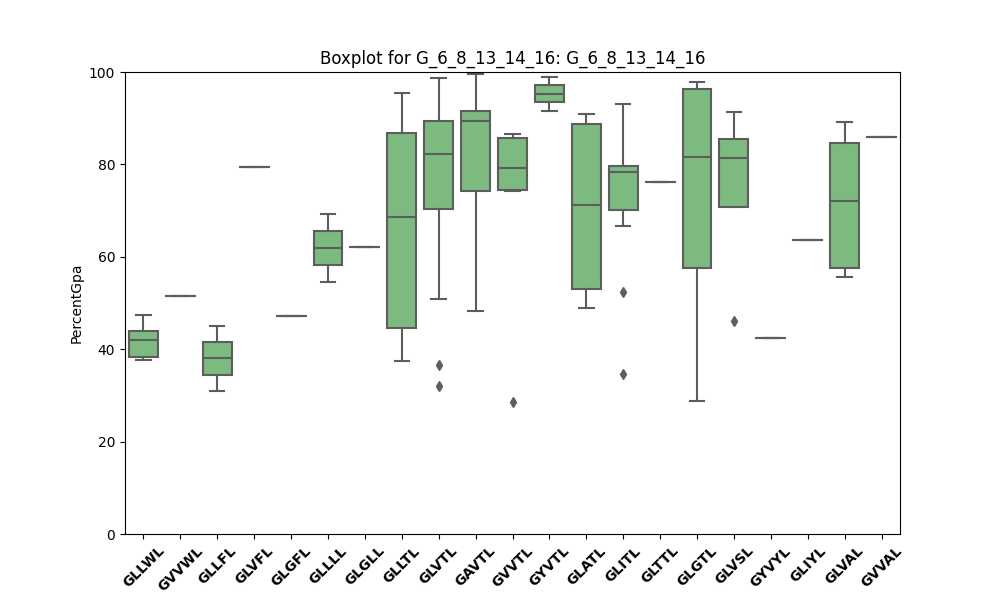 Boxplot for G_6_8_13_14_16: G_6_8_13_14_16
100
80
60
40
20
0
PercentGpa
GLLWL
GVVWL
GLLFL
GLVFL
GLGFL
GLLLL
GLGLL
GLLTL
GLVTL
GAVTL
GVVTL
GYVTL
GLATL
GLITL
GLTTL
GLGTL
GLVSL
GYVYL
GLIYL
GLVAL
GVVAL